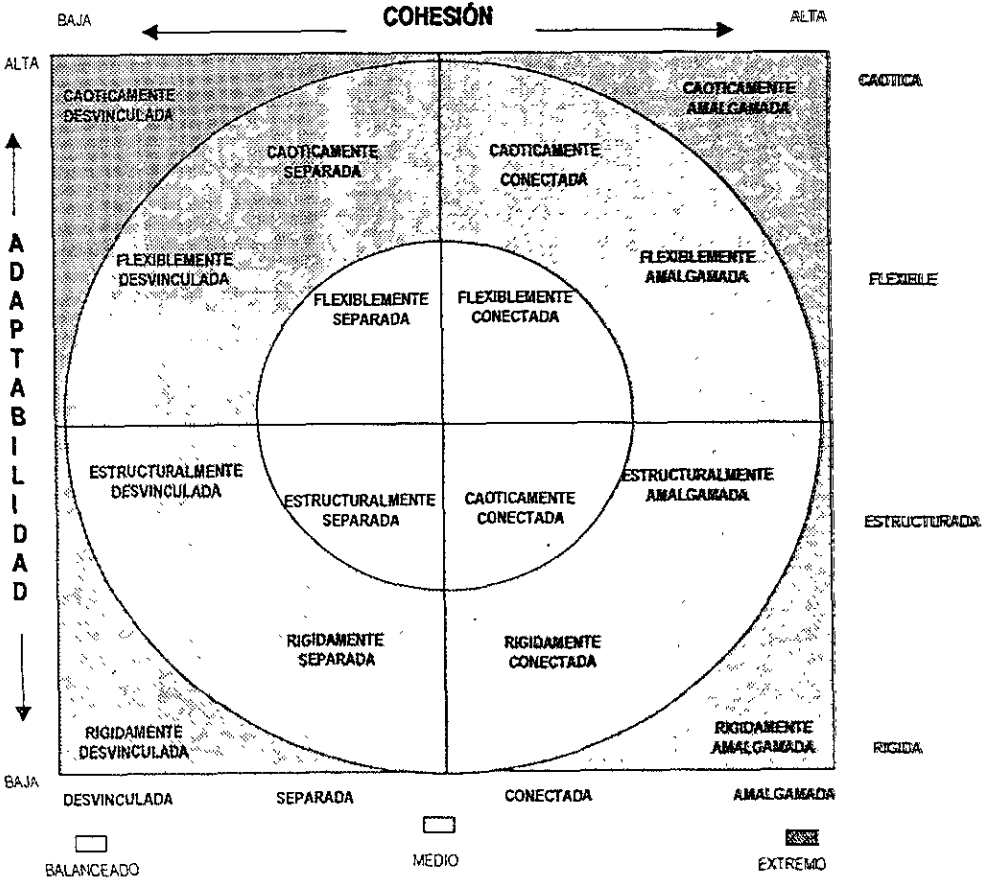 COHESIÓN
BAJA
ALTA
ALTA
ADAPTABILIDAD
BAJA
CAOTICAMENTE
DESVINCULADA
CAOTICAMENTE
SEPARADA
CAOTICAMENTE
CONECTADA
CAOTICAMENTE
AMALGAMADA
CAOTICA
FLEXIBLEMENTE
DESVINCULADA
FLEXIBLEMENTE
SEPARADA
FLEXIBLEMENTE
CONECTADA
FLEXIBLEMENTE
AMALGAMADA
FLEXIBLE
ESTRUCTURALMENTE
DESVINCULADA
ESTRUCTURALMENTE
SEPARADA
CAOTICAMENTE
CONECTADA
ESTRUCTURALMENTE
AMALGAMADA
ESTRUCTURADA
RIGIDAMENTE
DESVINCULADA
RIGIDAMENTE
SEPARADA
RIGIDAMENTE
CONECTADA
RIGIDAMENTE
AMALGAMADA
RIGIDA
DESVINCULADA
SEPARADA
CONECTADA
AMALGAMADA
BALANCEADO
MEDIO
EXTREMO